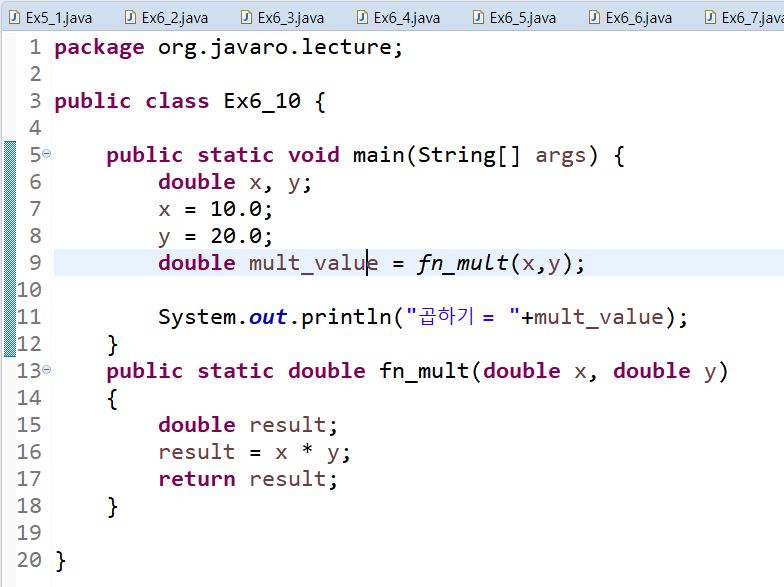 Ex5_1.java Ex6_2.java Ex6_3.java Ex6_4.java Ex6_5.java Ex6_6.java Ex6_7.java
1 package org.javaro.lecture;
2
3 public class Ex6_10 {
4
5 public static void main(String[] args) {
6 double x, y;
7 x = 10.0;
8 y = 20.0;
9 double mult_value = fn_mult(x,y);
10
11 System.out.println("곱하기 = "+mult_value);
12 }
13 public static double fn_mult(double x, double y)
14 {
15 double result;
16 result = x * y;
17 return result;
18 }
19
20 }